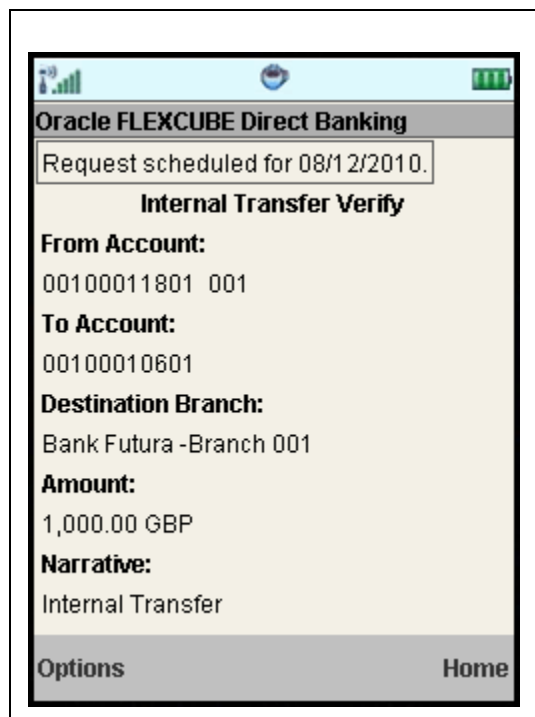 Oracle FLEXCUBE Direct Banking
Request scheduled for 08/12/2010.
Internal Transfer Verify
From Account:
00100011801 001
To Account:
00100010601
Destination Branch:
Bank Futura -Branch 001
Amount:
1,000.00 GBP
Narrative:
Internal Transfer
Options Home